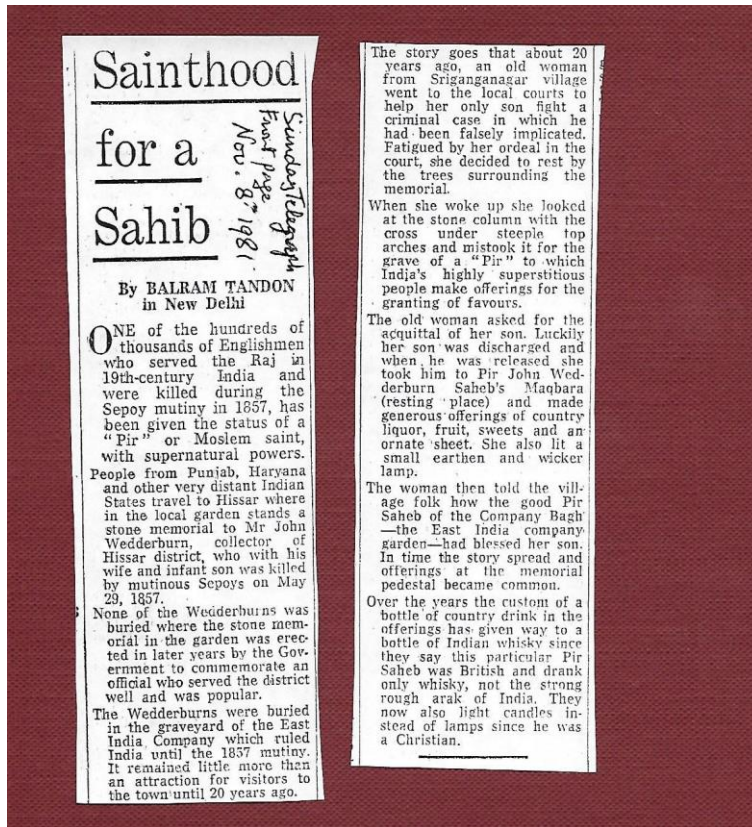 Sainthood
for a
Sahib
Sunday Telegraph
Front page
Nov. 8th 1981
By BALRAM TANDON
in New Delhi
ONE of the hundreds of
thousands of Englishmen
who served the Raj in
19th-century India and
were killed during the
Sepoy mutiny in 1857, has
been given the status of a
"Pir" or Moslem saint,
with supernatural powers.
People from Punjab, Haryana
and other very distant Indian
States travel to Hissar where
in the local garden stands a
stone memorial to Mr John
Wedderburn, collector of
Hissar district, who with his
wife and infant son was killed
by mutinous Sepoys on May
29, 1857.
None of the Wedderburns was
buried where the stone mem-
orial in the garden was erec-
ted in later years by the Gov-
ernment to commemorate an
official who served the district
well and was popular.
The Wedderburns were buried
in the graveyard of the East
India Company which ruled
India until the 1857 mutiny.
It remained little more than
an attraction for visitors to
the town until 20 years ago.
The story goes that about 20
years ago, an old woman
from Sriganganagar village
went to the local courts to
help her only son fight a
criminal case in which he
had been falsely implicated.
Fatigued by her ordeal in the
court, she decided to rest by
the trees surrounding the
memorial.
When she woke up she looked
at the stone column with the
cross under steeple top
arches and mistook it for the
grave of a "Pir" to which
India's highly superstitious
people make offerings for the
granting of favours.
The old woman asked for the
acquittal of her son. Luckily
her son was discharged and
when he was released she
took him to Pir John Wed-
derburn Saheb's Maqbara
(resting place) and made
generous offerings of country
liquor, fruit, sweets and an
ornate sheet. She also lit a
small earthen and wicker
lamp.
The woman then told the vill-
age folk how the good Pir
Saheb of the Company Bagh
—the East India company
garden—had blessed her son.
In time the story spread and
offerings at the memorial
pedestal became common.
Over the years the custom of a
bottle of country drink in the
offerings has given way to a
bottle of Indian whisky since
they say this particular Pir
Saheb was British and drank
only whisky, not the strong
rough arak of India. They
now also light candles in-
stead of lamps since he was
a Christian.